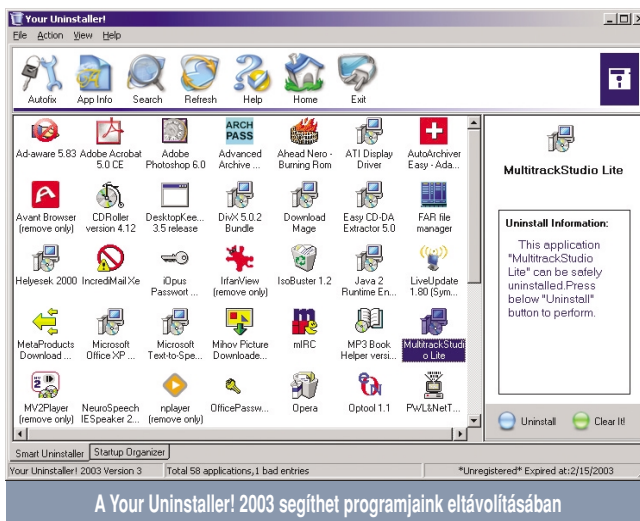 Your Uninstaller!
File Action View Help
Autofix App Info Search Refresh Help Home Exit
ARCH
PASS
Ad-aware 5.83 Adobe Acrobat 5.0 CE Adobe Photoshop 6.0 Advanced Archive ... Ahead Nero - Burning Rom ATI Display Driver AutoArchiver Easy - Ada...
Avant Browser (remove only) CDRoller version 4.12 DesktopKee... 3.5 release DivX 5.0.2 Bundle Download Mage Easy CD-DA Extractor 5.0 FAR file manager
Helyesek 2000 IncrediMail Xe iOpus Passwort ... IrfanView (remove only) IsoBuster 1.2 Java 2 Runtime En... LiveUpdate 1.80 (Sym...
MetaProducts Download ... Microsoft Office XP ... Microsoft Text-to-Spe... Mihov Picture Downloade... mIRC MP3 Book Helper versi... MultitrackStudi o Lite
MV2Player (remove only) NeuroSpeech IESpeaker 2... nplayer (remove only) OfficePassw... Opera Optool 1.1 PWL&NetT...
MultitrackStudio Lite
Uninstall Information:
This application
"MultitrackStudio
Lite" can be safely
uninstalled.Press
below "Uninstall"
button to perform.
Uninstall Clear It!
Smart Uninstaller Startup Organizer
Your Uninstaller! 2003 Version 3 Total 58 applications,1 bad entries *Unregistered* Expired at:2/15/2003
A Your Uninstaller! 2003 segíthet programjaink eltávolításában